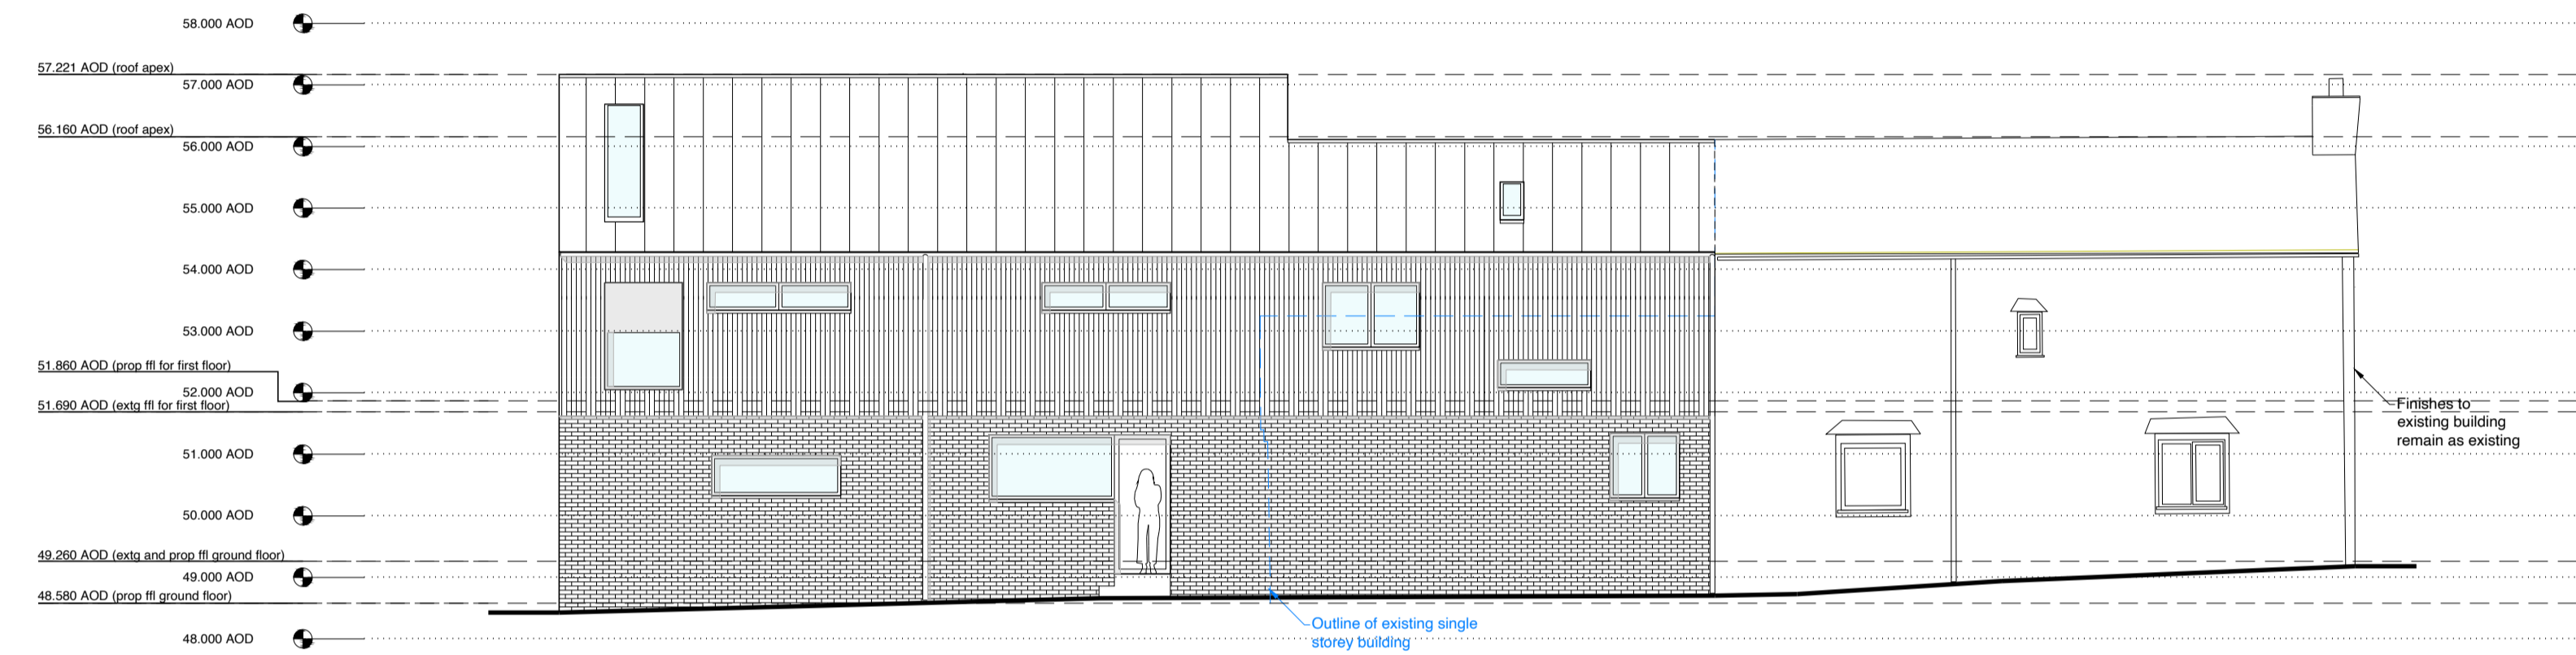 58.000 AOD
57.221 AOD (roof apex)
57.000 AOD
56.160 AOD (roof apex)
56.000 AOD
55.000 AOD
54.000 AOD
53.000 AOD
51.860 AOD (prop ffl for first floor)
52.000 AOD
51.690 AOD (extg ffl for first floor)
51.000 AOD
50.000 AOD
49.260 AOD (extg and prop ffl ground floor)
49.000 AOD
48.580 AOD (prop ffl ground floor)
48.000 AOD
Finishes to
existing building
remain as existing
Outline of existing single
storey building